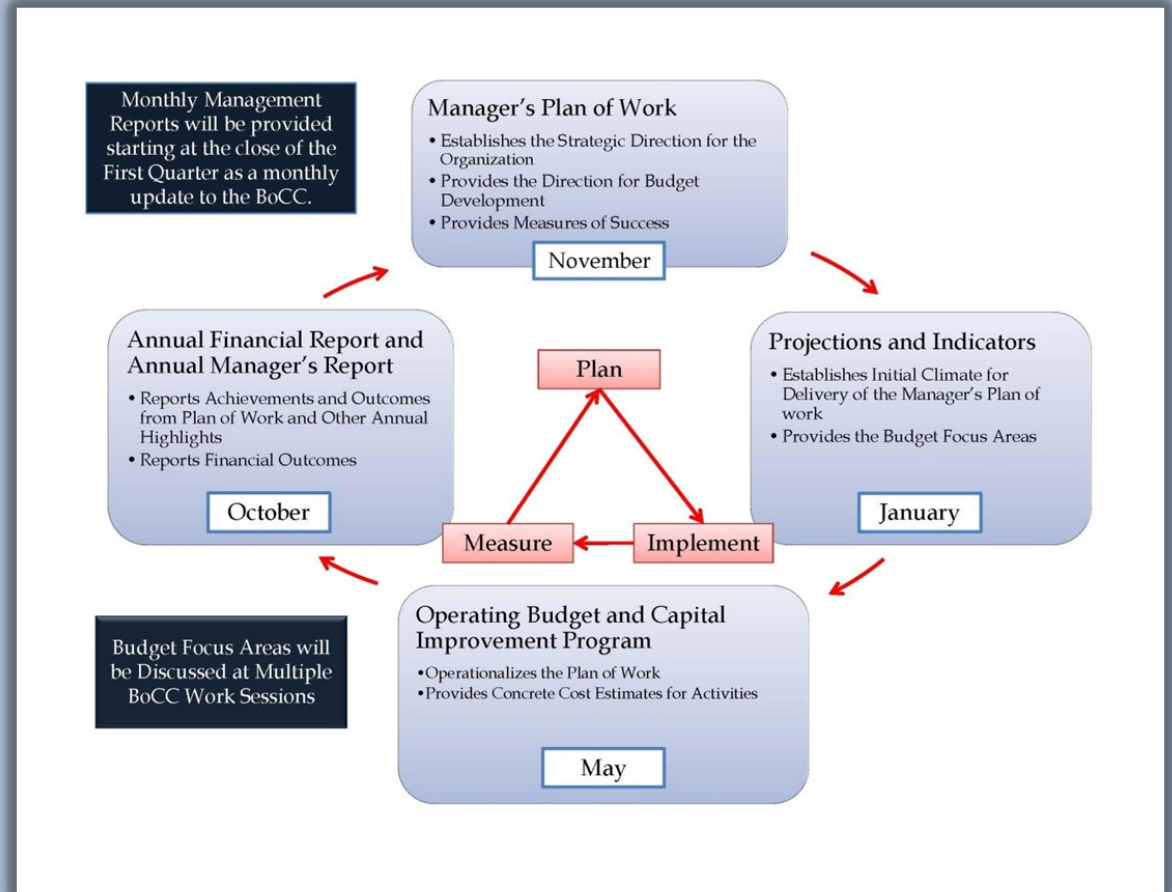 Monthly Management
Reports will be provided
starting at the close of the
First Quarter as a monthly
update to the BoCC.
Manager’s Plan of Work
• Establishes the Strategic Direction for the
Organization
• Provides the Direction for Budget
Development
• Provides Measures of Success
November
Annual Financial Report and
Annual Manager’s Report
• Reports Achievements and Outcomes
from Plan of Work and Other Annual
Highlights
• Reports Financial Outcomes
October
Plan
Measure
Implement
Projections and Indicators
• Establishes Initial Climate for
Delivery of the Manager’s Plan of
work
• Provides the Budget Focus Areas
January
Budget Focus Areas will
be Discussed at Multiple
BoCC Work Sessions
Operating Budget and Capital
Improvement Program
•Operationalizes the Plan of Work
•Provides Concrete Cost Estimates for Activities
May